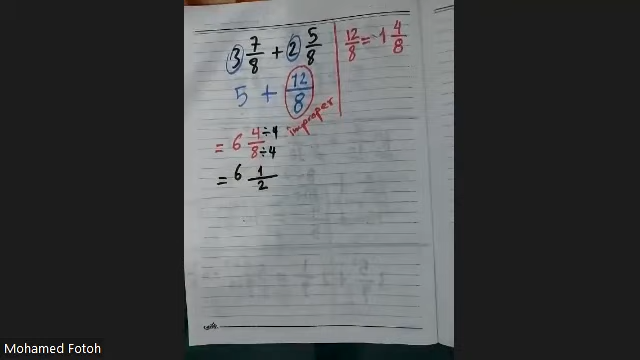 3 7/8 + 2 5/8
12/8 = 1 4/8
5 + 12/8
improper
= 6 4÷4/8÷4
= 6 1/2
Mohamed Fotoh